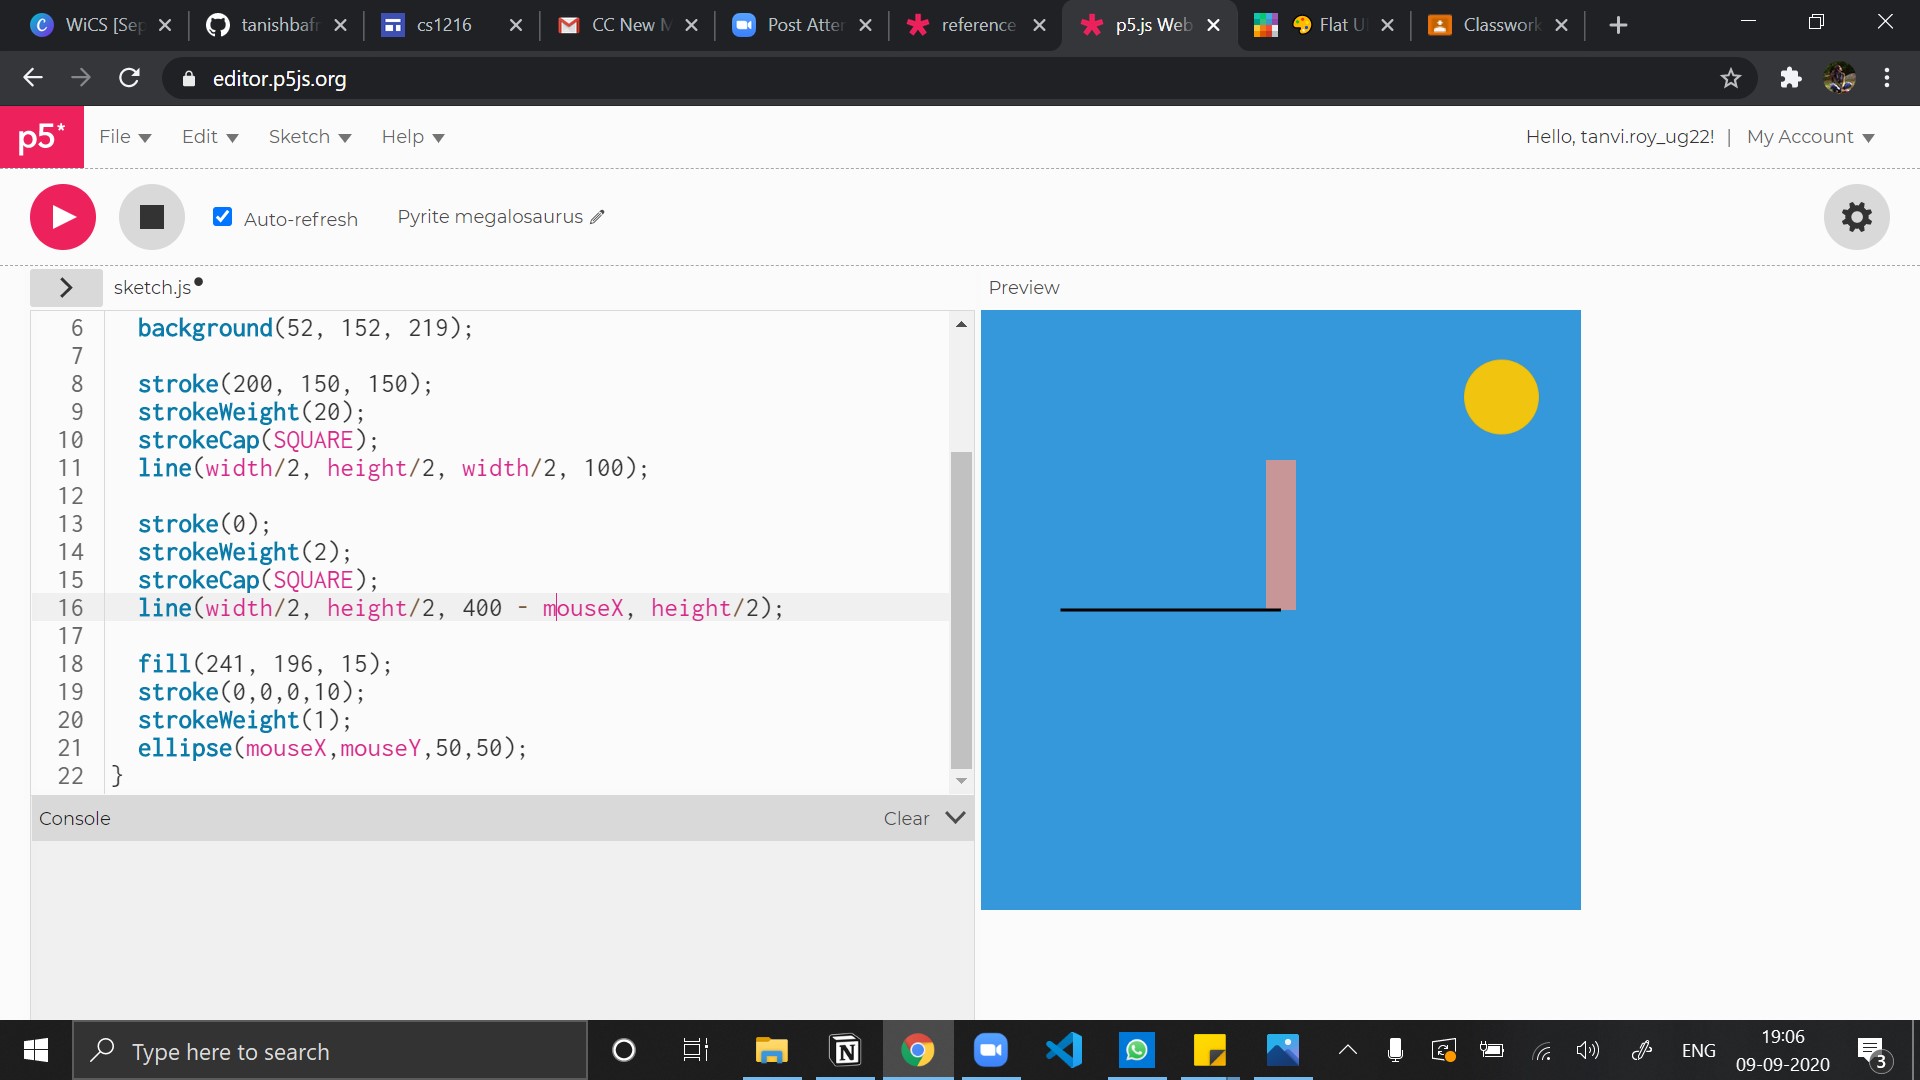 WiCS [Sep
tanishbafn
cs1216
CC New M
Post Atter
reference
p5.js Web
Flat UI
Classwork
editor.p5js.org
p5*
File
Edit
Sketch
Help
Hello, tanvi.roy_ug22! | My Account
Auto-refresh
Pyrite megalosaurus
sketch.js
Preview
6 background(52, 152, 219);
7
8 stroke(200, 150, 150);
9 strokeWeight(20);
10 strokeCap(SQUARE);
11 line(width/2, height/2, width/2, 100);
12
13 stroke(0);
14 strokeWeight(2);
15 strokeCap(SQUARE);
16 line(width/2, height/2, 400 - mouseX, height/2);
17
18 fill(241, 196, 15);
19 stroke(0,0,0,10);
20 strokeWeight(1);
21 ellipse(mouseX,mouseY,50,50);
22 }
Console
Clear
Type here to search
ENG
19:06
09-09-2020
3